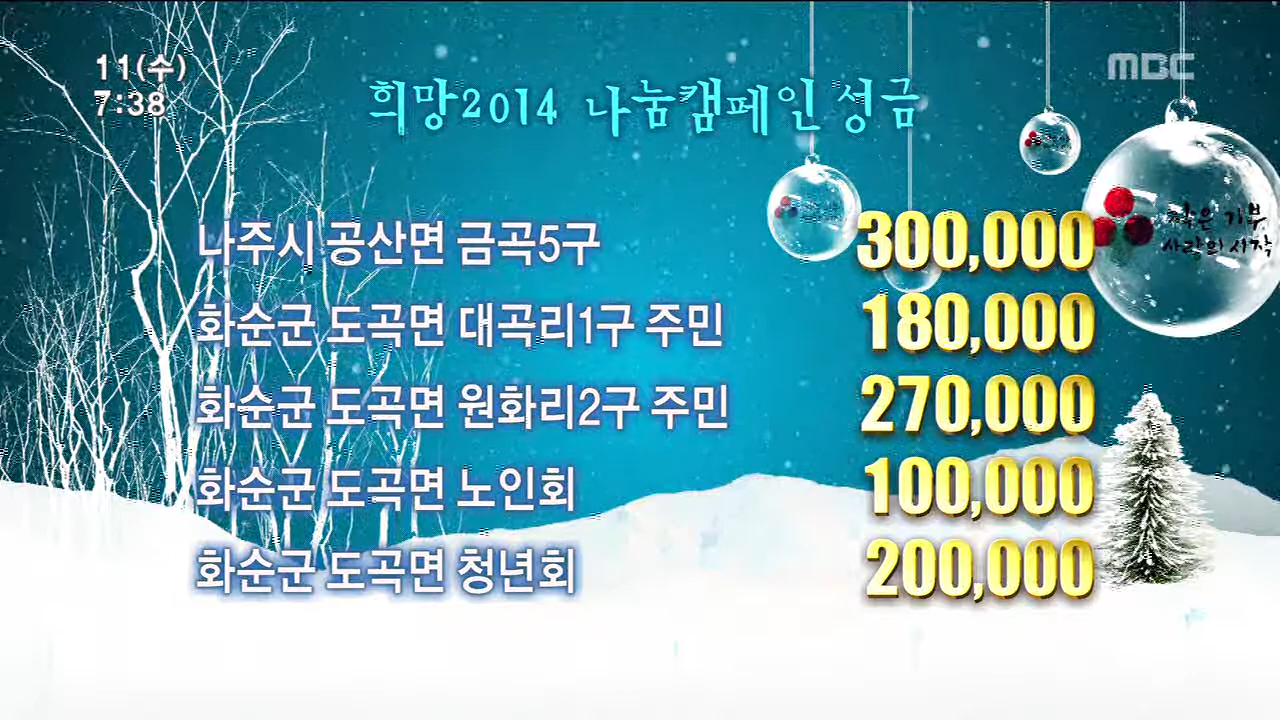 11(수)
7:38
MBC
희망2014 나눔캠페인 성금
나주시 공산면 금곡5구 300,000
화순군 도곡면 대곡리1구 주민 180,000
화순군 도곡면 원화리2구 주민 270,000
화순군 도곡면 노인회 100,000
화순군 도곡면 청년회 200,000
작은 기부
사랑의 시작